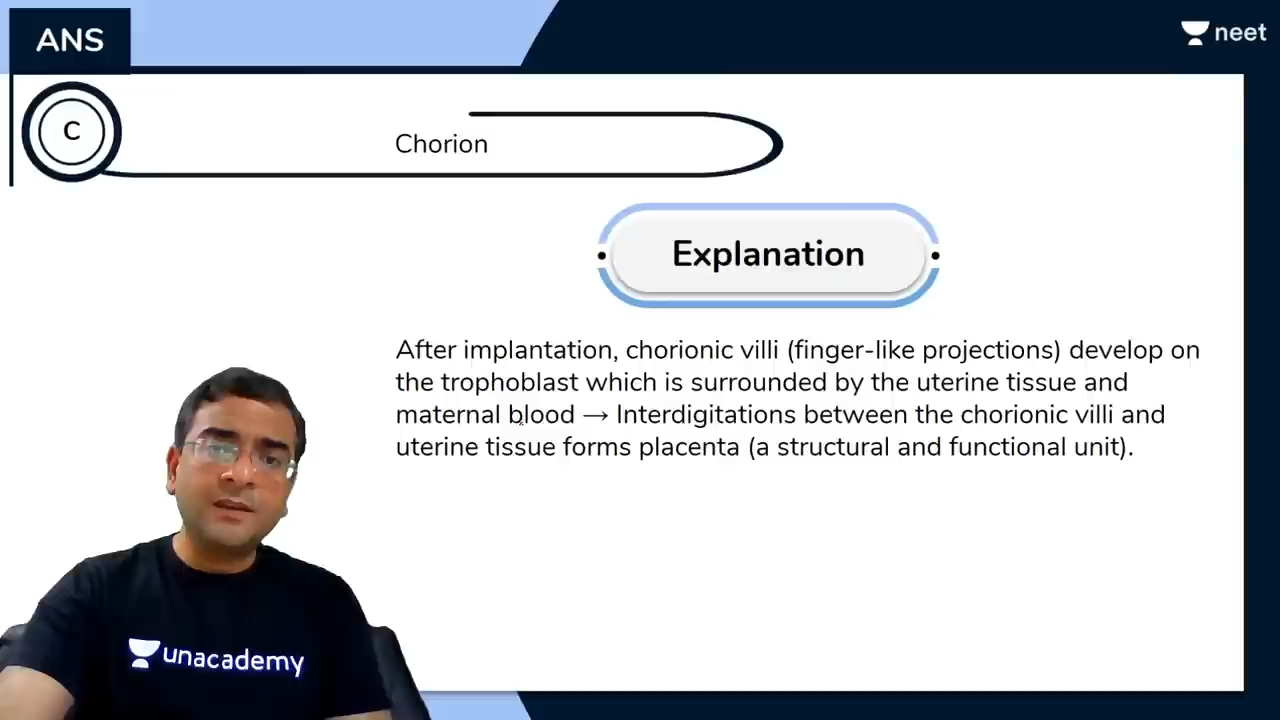 ANS
neet
C
Chorion
Explanation
After implantation, chorionic villi (finger-like projections) develop on
the trophoblast which is surrounded by the uterine tissue and
maternal blood → Interdigitations between the chorionic villi and
uterine tissue forms placenta (a structural and functional unit).
unacademy